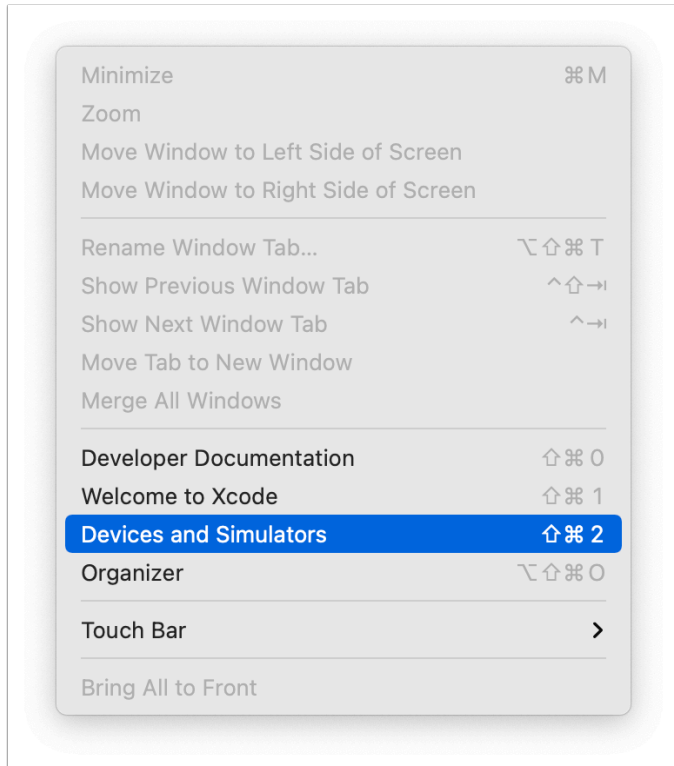 Minimize ⌘M
Zoom
Move Window to Left Side of Screen
Move Window to Right Side of Screen
Rename Window Tab... ⌥⇧⌘T
Show Previous Window Tab ^⇧⇥
Show Next Window Tab ^⇥
Move Tab to New Window
Merge All Windows
Developer Documentation ⇧⌘0
Welcome to Xcode ⇧⌘1
Devices and Simulators ⇧⌘2
Organizer ⌥⇧⌘O
Touch Bar
Bring All to Front